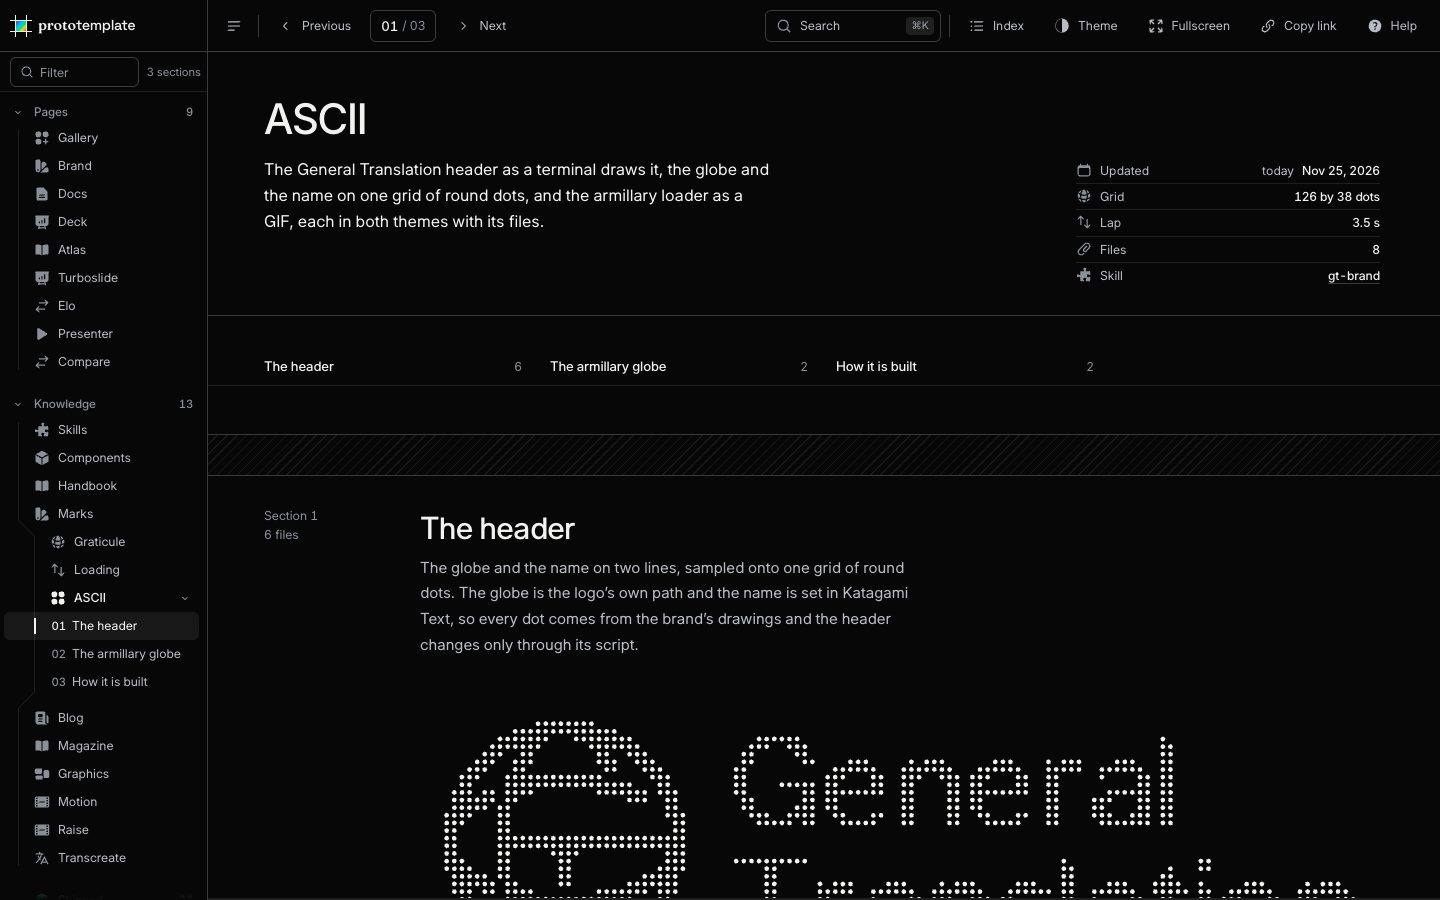 prototemplate
Previous
01 / 03
Next
Search
⌘K
Index
Theme
Fullscreen
Copy link
Help
Filter
3 sections
Pages 9
Gallery
Brand
Docs
Deck
Atlas
Turboslide
Elo
Presenter
Compare
Knowledge 13
Skills
Components
Handbook
Marks
Graticule
Loading
ASCII
01 The header
02 The armillary globe
03 How it is built
Blog
Magazine
Graphics
Motion
Raise
Transcreate
ASCII
The General Translation header as a terminal draws it, the globe and
the name on one grid of round dots, and the armillary loader as a
GIF, each in both themes with its files.
Updated today Nov 25, 2026
Grid 126 by 38 dots
Lap 3.5 s
Files 8
Skill gt-brand
The header 6
The armillary globe 2
How it is built 2
Section 1
6 files
The header
The globe and the name on two lines, sampled onto one grid of round
dots. The globe is the logo’s own path and the name is set in Katagami
Text, so every dot comes from the brand’s drawings and the header
changes only through its script.
General
Translation